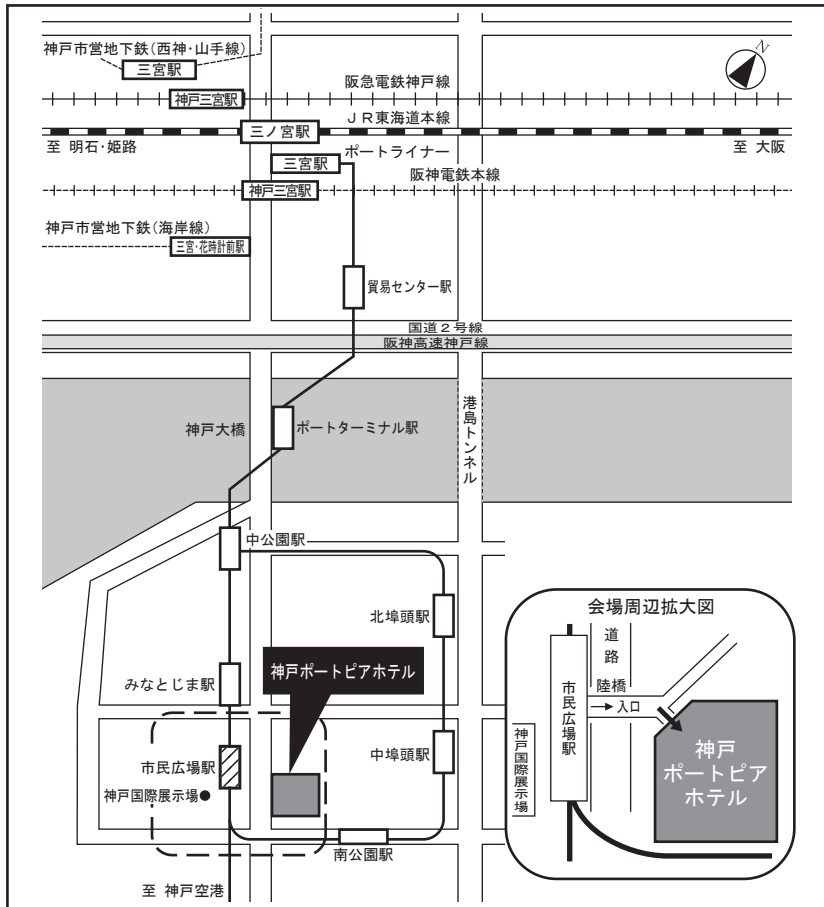 神戸市営地下鉄(西神・山手線)
三宮駅
N
阪急電鉄神戸線
神戸三宮駅
JR東海道本線
三ノ宮駅
至 明石・姫路
ポートライナー
至 大阪
三宮駅
阪神電鉄本線
神戸三宮駅
神戸市営地下鉄(海岸線)
三宮・花時計前駅
貿易センター駅
国道2号線
阪神高速神戸線
神戸大橋
ポートターミナル駅
港島トンネル
中公園駅
北埠頭駅
神戸ポートピアホテル
みなとじま駅
市民広場駅
中埠頭駅
神戸国際展示場
南公園駅
至 神戸空港
会場周辺拡大図
道路
陸橋
入口
市民広場駅
神戸国際展示場
神戸
ポートピア
ホテル